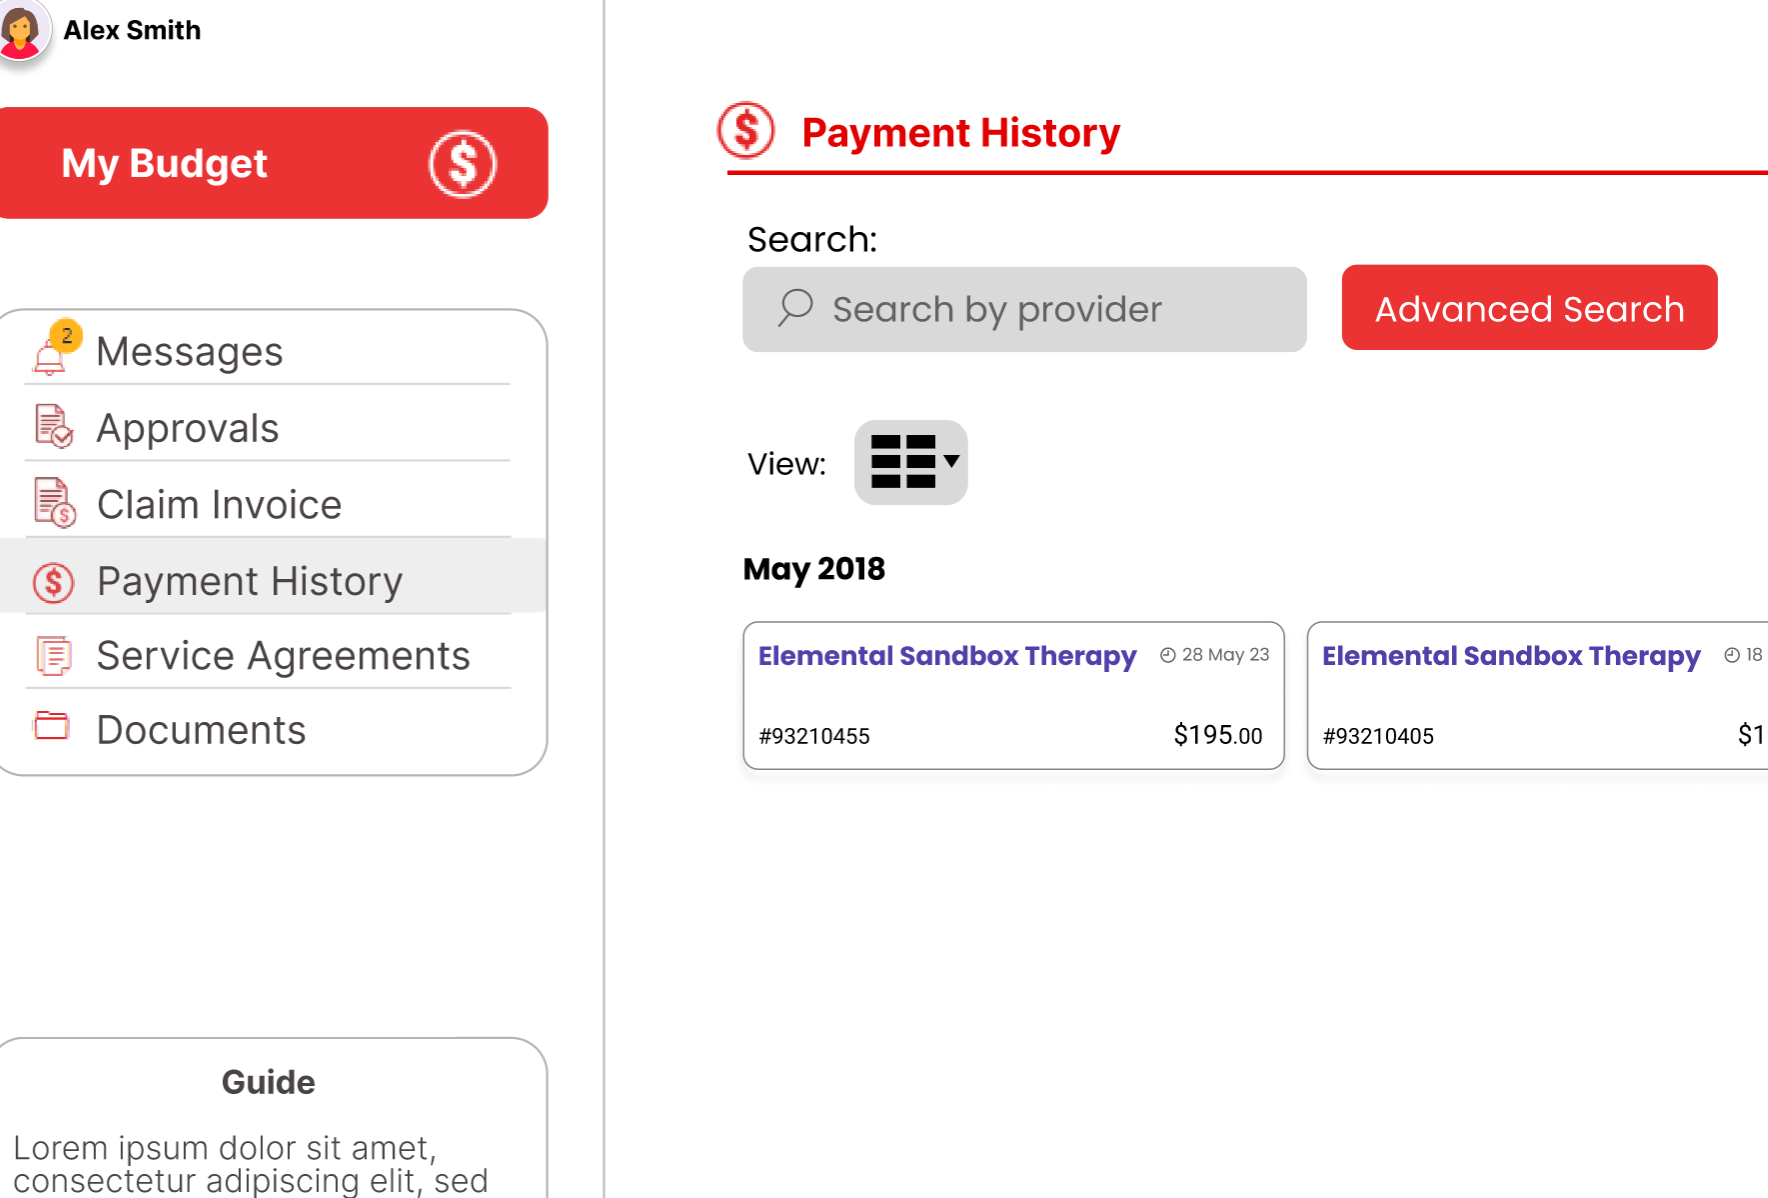 Alex Smith
My Budget
2
Messages
Approvals
Claim Invoice
Payment History
Service Agreements
Documents
Guide
Lorem ipsum dolor sit amet,
consectetur adipiscing elit, sed
Payment History
Search:
Search by provider
Advanced Search
View:
May 2018
Elemental Sandbox Therapy 28 May 23
#93210455 $195.00
Elemental Sandbox Therapy 18
#93210405 $1